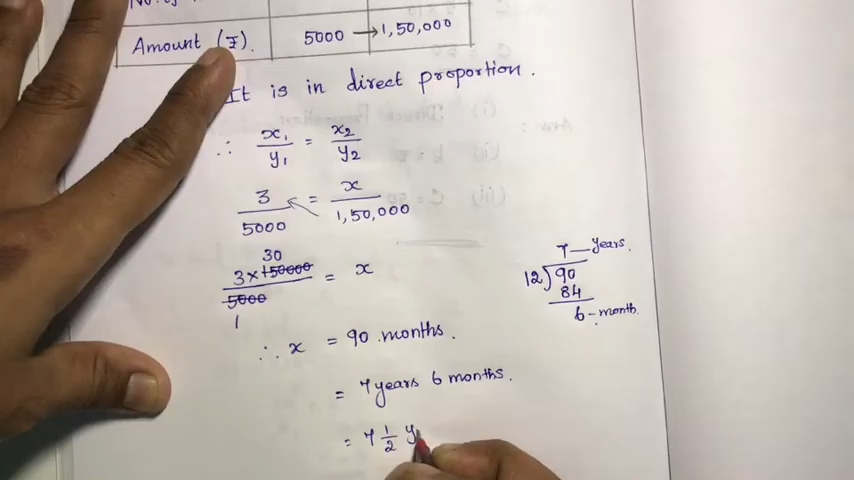 Amount (₹). 5000 → 1,50,000
It is in direct proportion.
∴ x₁/y₁ = x₂/y₂
3/5000 = x/1,50,000
30
3 × 150000 / 5000 = x
1
∴ x = 90 months.
= 7 years 6 months.
= 7 1/2 y
7 — years.
12) 90
84
6 - month.